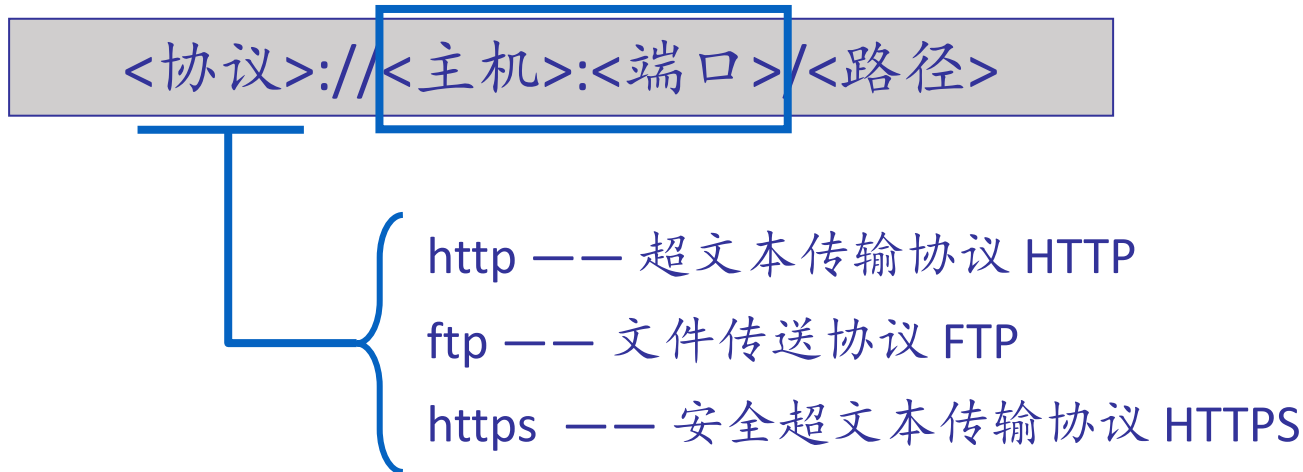 <协议>://<主机>:<端口>/<路径>
http —— 超文本传输协议 HTTP
ftp —— 文件传送协议 FTP
https —— 安全超文本传输协议 HTTPS